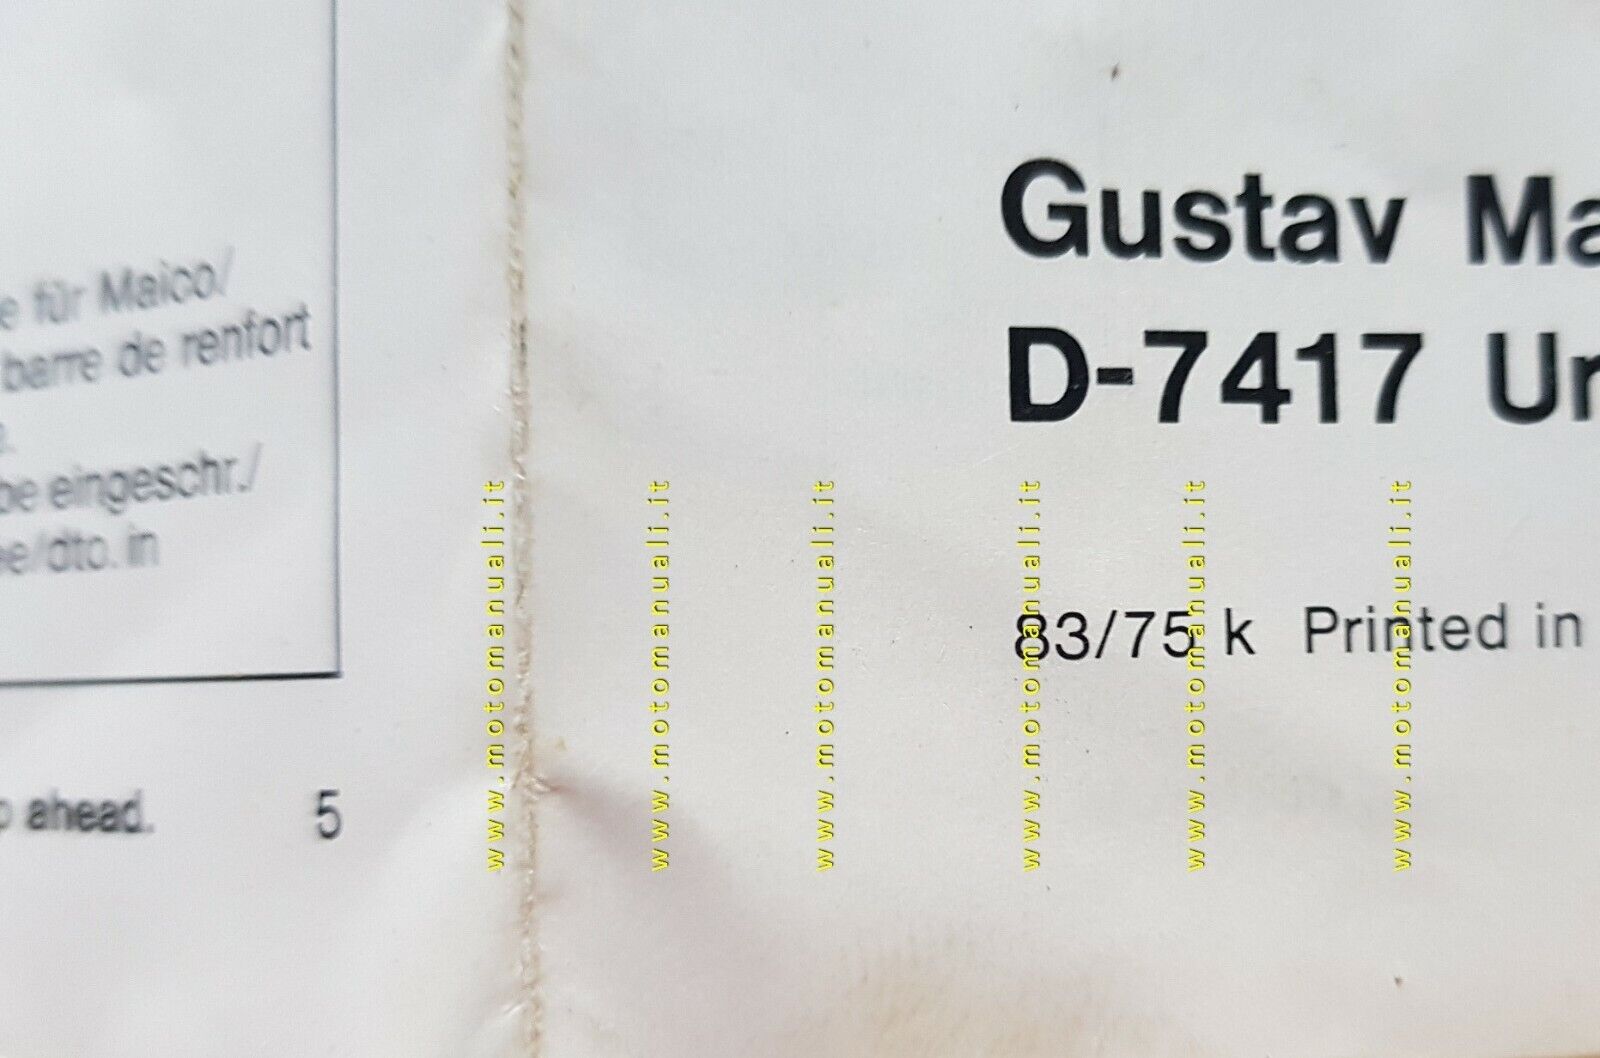 e für Maico/
barre de renfort
be eingeschr./
ee/dto. in
ahead.
5
Gustav Ma
D-7417 Ur
83/75 k Printed in
www.motomanuali.it
www.motomanuali.it
www.motomanuali.it
www.motomanuali.it
www.motomanuali.it
www.motomanuali.it